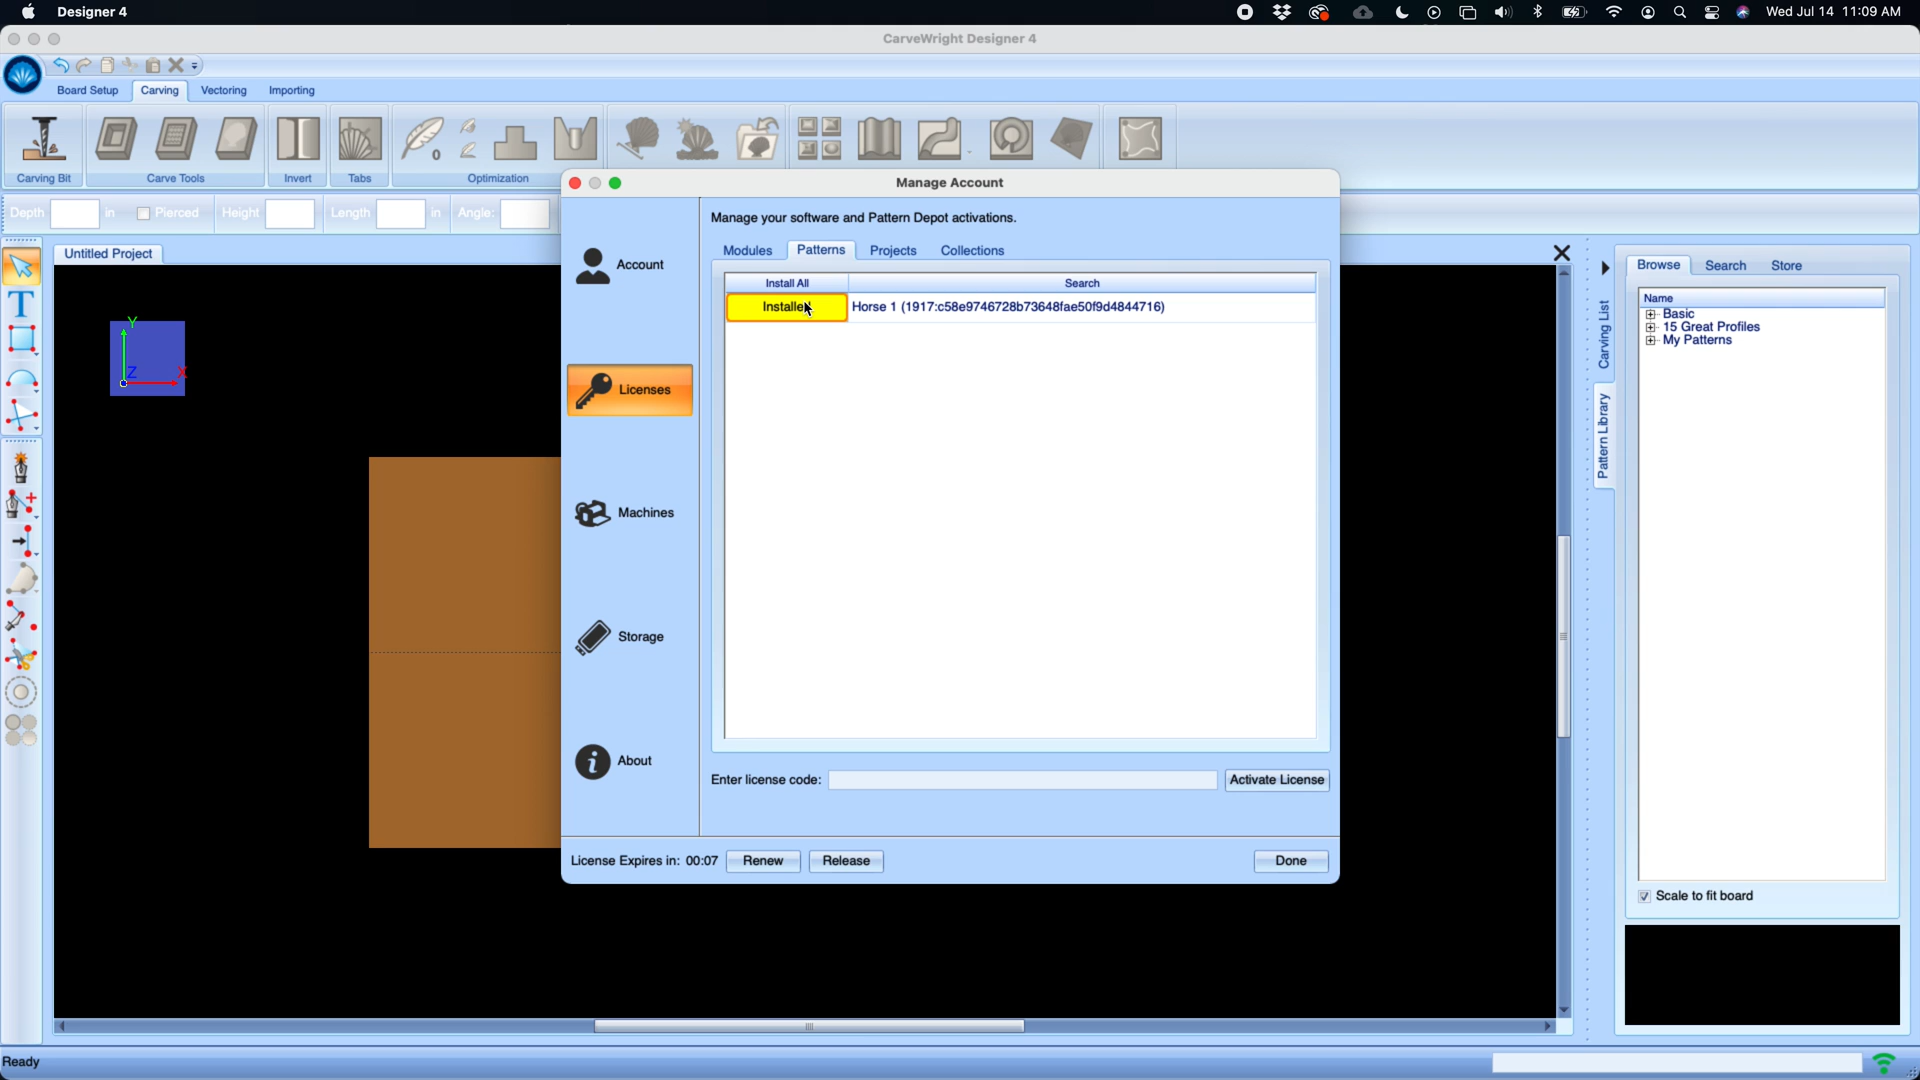 Designer 4
Wed Jul 14 11:09 AM
CarveWright Designer 4
Board Setup Carving Vectoring Importing
0
Carving Bit Carve Tools Invert Tabs Optimization
Depth in Pierced Height Length in Angle:
Untitled Project
Y
Z X
Manage Account
Manage your software and Pattern Depot activations.
Modules Patterns Projects Collections
Install All Search
Installed Horse 1 (1917:c58e9746728b73648fae50f9d4844716)
Account
Licenses
Machines
Storage
About
Enter license code: Activate License
License Expires in: 00:07 Renew Release Done
Carving List
Pattern Library
Browse Search Store
Name
Basic
15 Great Profiles
My Patterns
Scale to fit board
T
Ready